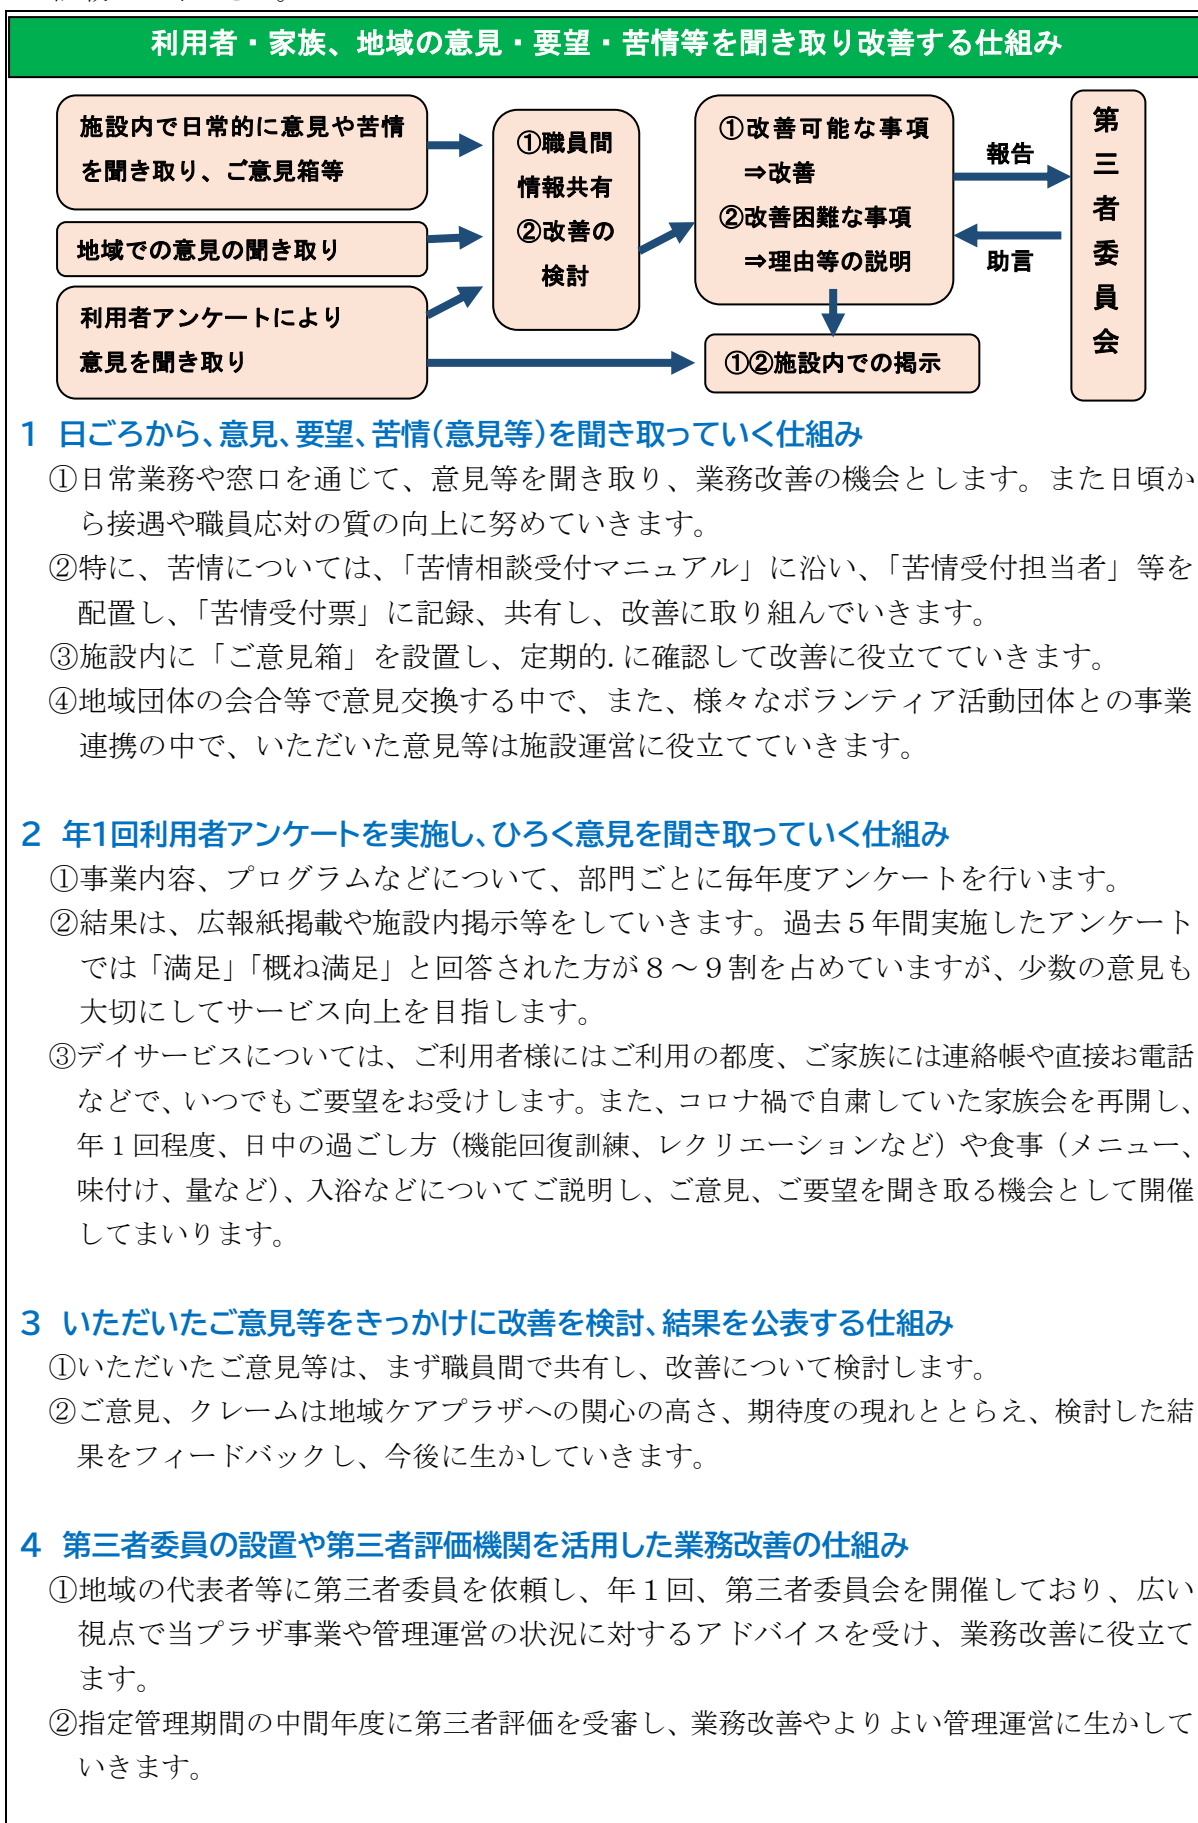 利用者・家族、地域の意見・要望・苦情等を聞き取り改善する仕組み
施設内で日常的に意見や苦情
を聞き取り、ご意見箱等
地域での意見の聞き取り
利用者アンケートにより
意見を聞き取り
①職員間
情報共有
②改善の
検討
①改善可能な事項
⇒改善
②改善困難な事項
⇒理由等の説明
①②施設内での掲示
報告
助言
第三者委員会
1 日ごろから、意見、要望、苦情(意見等)を聞き取っていく仕組み
①日常業務や窓口を通じて、意見等を聞き取り、業務改善の機会とします。また日頃か
ら接遇や職員応対の質の向上に努めていきます。
②特に、苦情については、「苦情相談受付マニュアル」に沿い、「苦情受付担当者」等を
配置し、「苦情受付票」に記録、共有し、改善に取り組んでいきます。
③施設内に「ご意見箱」を設置し、定期的.に確認して改善に役立てていきます。
④地域団体の会合等で意見交換する中で、また、様々なボランティア活動団体との事業
連携の中で、いただいた意見等は施設運営に役立てていきます。
2 年1回利用者アンケートを実施し、ひろく意見を聞き取っていく仕組み
①事業内容、プログラムなどについて、部門ごとに毎年度アンケートを行います。
②結果は、広報紙掲載や施設内掲示等をしていきます。過去5年間実施したアンケート
では「満足」「概ね満足」と回答された方が8~9割を占めていますが、少数の意見も
大切にしてサービス向上を目指します。
③デイサービスについては、ご利用者様にはご利用の都度、ご家族には連絡帳や直接お電話
などで、いつでもご要望をお受けします。また、コロナ禍で自粛していた家族会を再開し、
年1回程度、日中の過ごし方(機能回復訓練、レクリエーションなど)や食事(メニュー、
味付け、量など)、入浴などについてご説明し、ご意見、ご要望を聞き取る機会として開催
してまいります。
3 いただいたご意見等をきっかけに改善を検討、結果を公表する仕組み
①いただいたご意見等は、まず職員間で共有し、改善について検討します。
②ご意見、クレームは地域ケアプラザへの関心の高さ、期待度の現れととらえ、検討した結
果をフィードバックし、今後に生かしていきます。
4 第三者委員の設置や第三者評価機関を活用した業務改善の仕組み
①地域の代表者等に第三者委員を依頼し、年1回、第三者委員会を開催しており、広い
視点で当プラザ事業や管理運営の状況に対するアドバイスを受け、業務改善に役立て
ます。
②指定管理期間の中間年度に第三者評価を受審し、業務改善やよりよい管理運営に生かして
いきます。